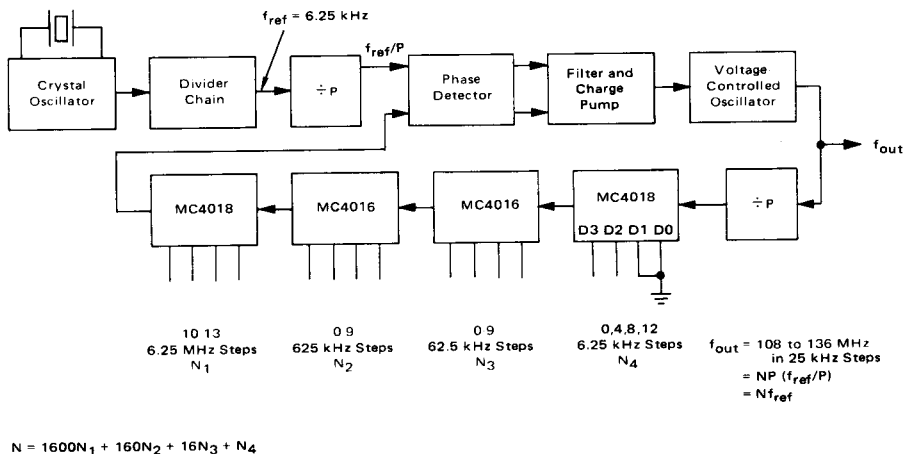 f_ref = 6.25 kHz
Crystal
Oscillator
Divider
Chain
÷P
f_ref/P
Phase
Detector
Filter and
Charge
Pump
Voltage
Controlled
Oscillator
f_out
MC4018
MC4016
MC4016
MC4018
D3 D2 D1 D0
÷P
10 13
6.25 MHz Steps
N₁
0 9
625 kHz Steps
N₂
0 9
62.5 kHz Steps
N₃
0,4,8,12
6.25 kHz Steps
N₄
f_out = 108 to 136 MHz
in 25 kHz Steps
= NP (f_ref/P)
= Nf_ref
N = 1600N₁ + 160N₂ + 16N₃ + N₄